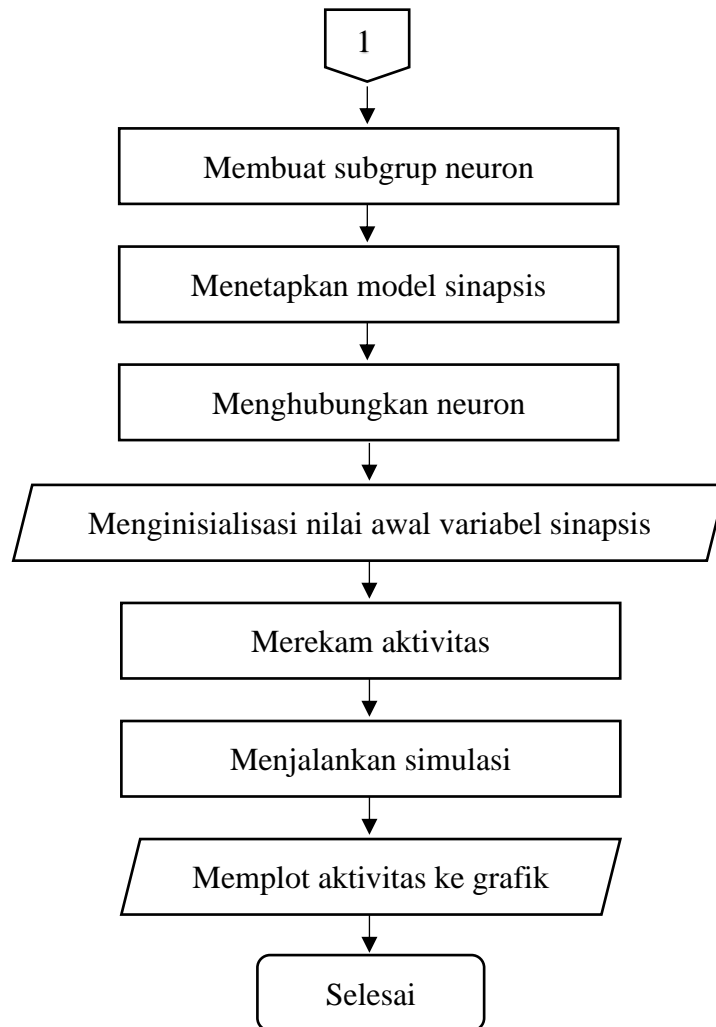 1
Membuat subgrup neuron
Menetapkan model sinapsis
Menghubungkan neuron
Menginisialisasi nilai awal variabel sinapsis
Merekam aktivitas
Menjalankan simulasi
Memplot aktivitas ke grafik
Selesai